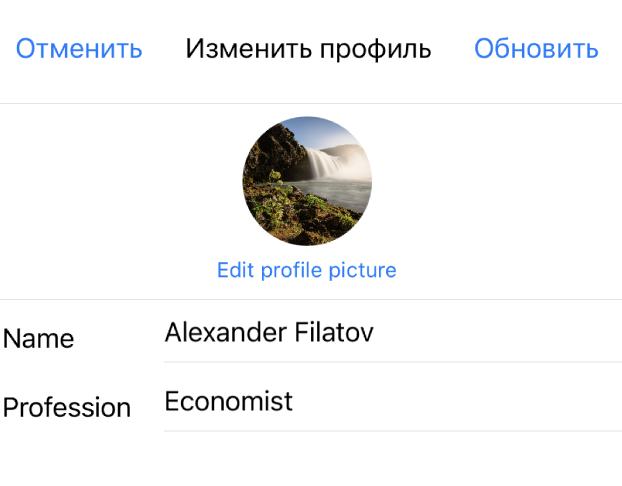 Отменить Изменить профиль Обновить
Edit profile picture
Name Alexander Filatov
Profession Economist